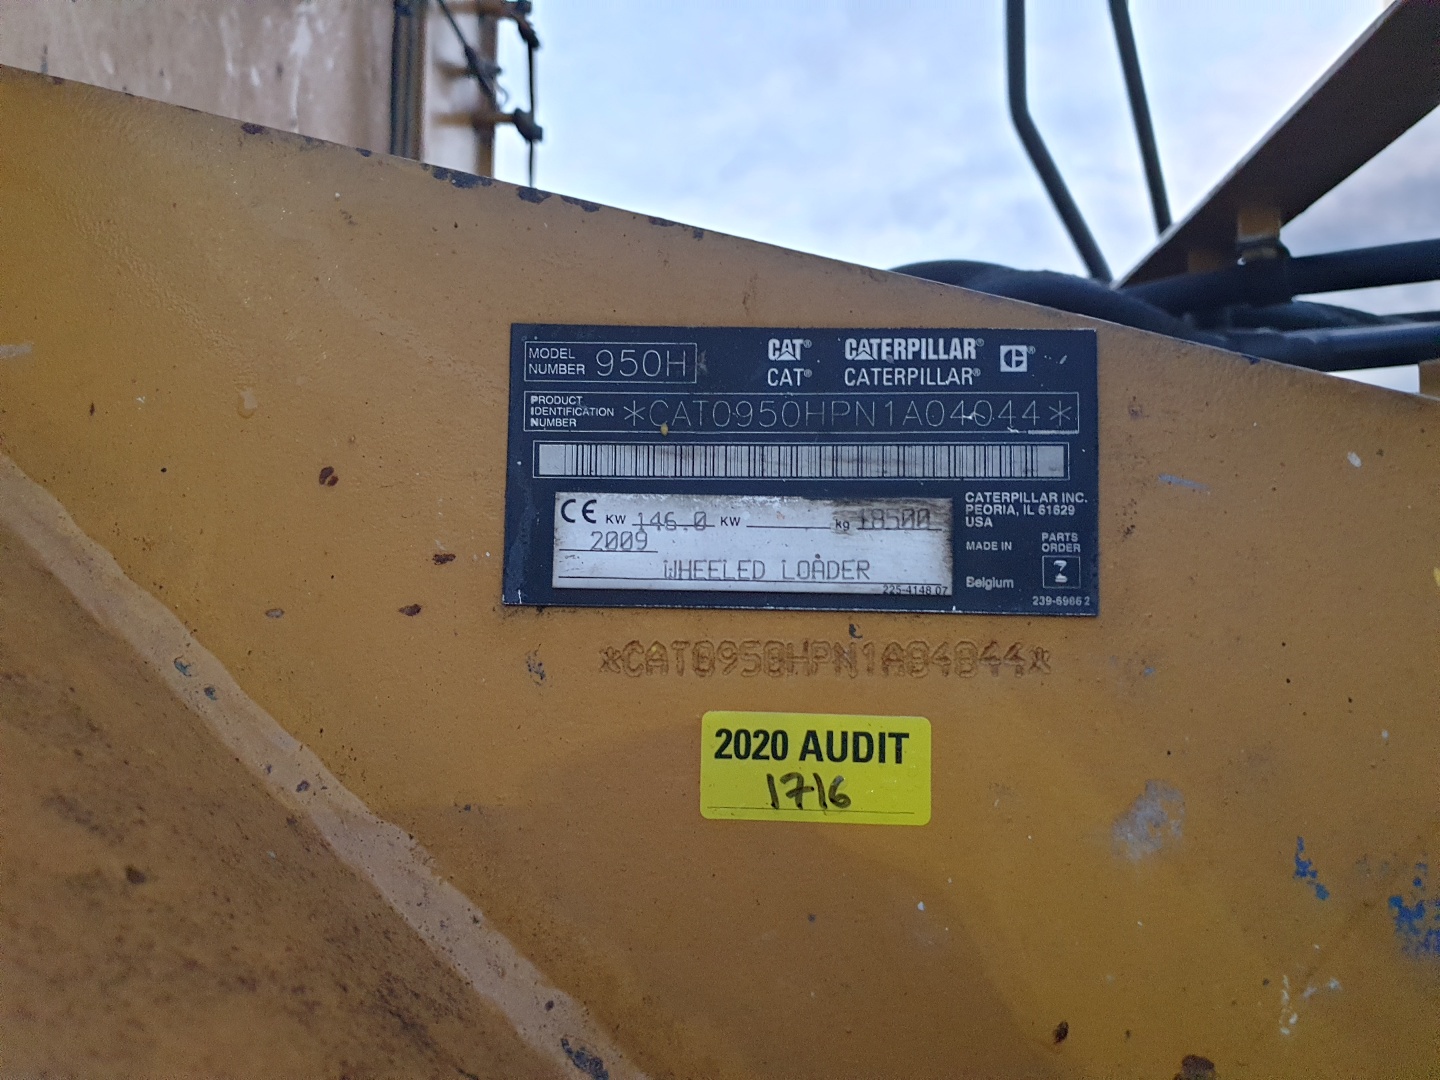 MODEL NUMBER 950H
CAT® CATERPILLAR®
CAT® CATERPILLAR®
PRODUCT IDENTIFICATION NUMBER *CAT0950HPN1A04044*
CE KW 146.0 KW kg 18500
2009
WHEELED LOADER
225-4148 07
CATERPILLAR INC.
PEORIA, IL 61629
USA
MADE IN
Belgium
PARTS
ORDER
239-6966 2
*CAT0950HPN1A04044*
2020 AUDIT
1716